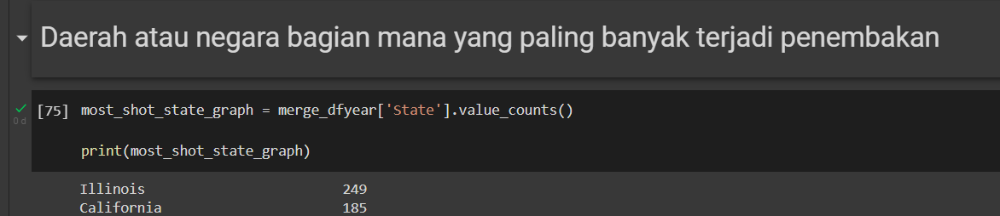 Daerah atau negara bagian mana yang paling banyak terjadi penembakan
[75] most_shot_state_graph = merge_dfyear['State'].value_counts()
0 d
print(most_shot_state_graph)
Illinois 249
California 185